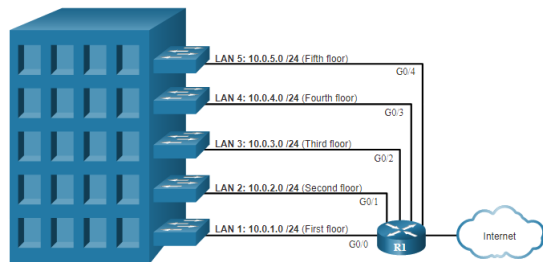 LAN 5: 10.0.5.0 /24 (Fifth floor)
G0/4
LAN 4: 10.0.4.0 /24 (Fourth floor)
G0/3
LAN 3: 10.0.3.0 /24 (Third floor)
G0/2
LAN 2: 10.0.2.0 /24 (Second floor)
G0/1
LAN 1: 10.0.1.0 /24 (First floor)
G0/0
R1
Internet